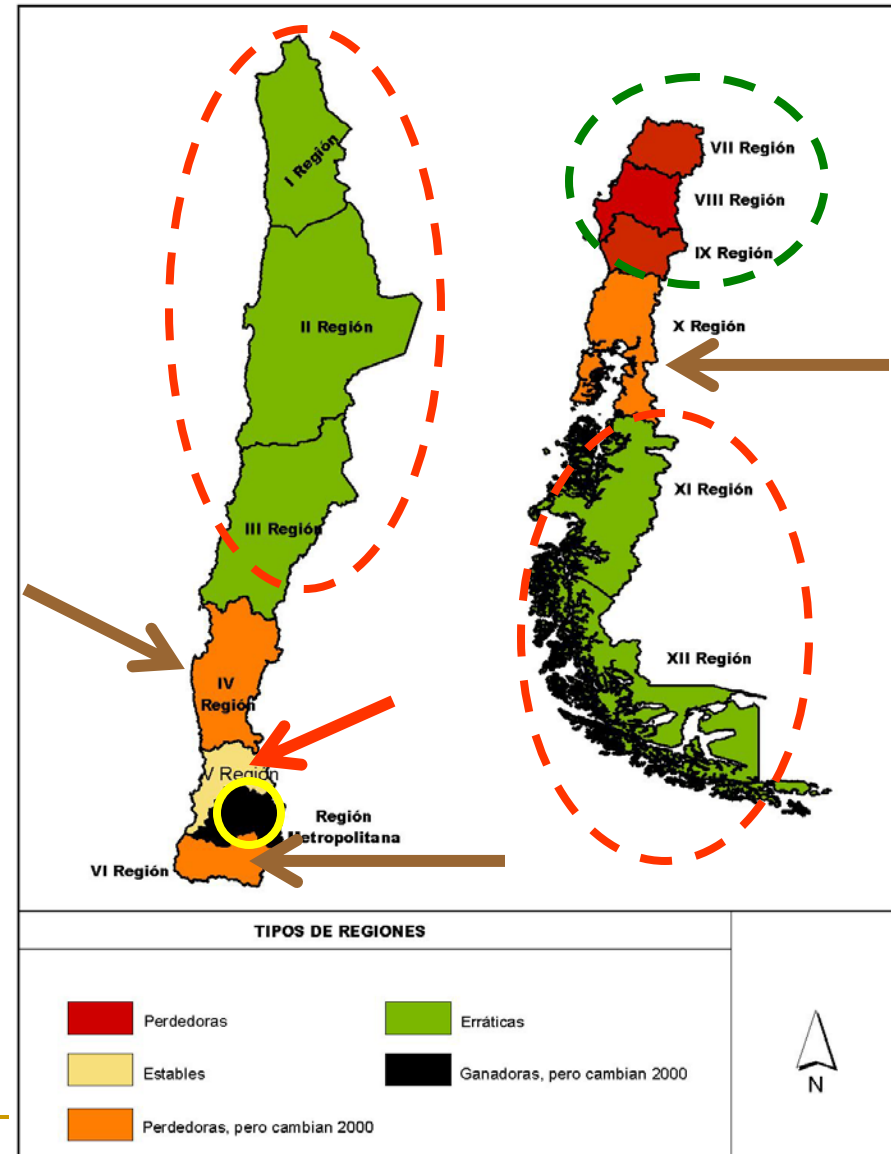 I Región
II Región
III Región
IV
Región
V Región
Región
Metropolitana
VI Región
VII Región
VIII Región
IX Región
X Región
XI Región
XII Región
TIPOS DE REGIONES
Perdedoras
Estables
Perdedoras, pero cambian 2000
Erráticas
Ganadoras, pero cambian 2000
N